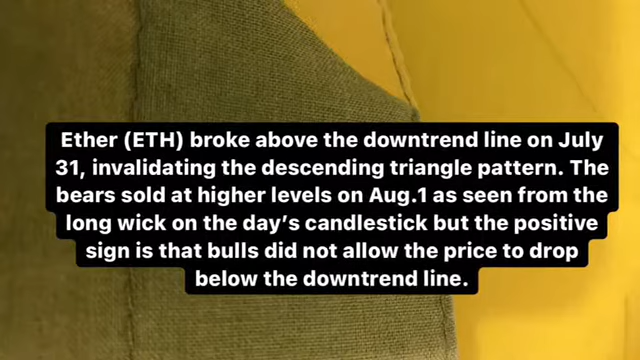 Ether (ETH) broke above the downtrend line on July
31, invalidating the descending triangle pattern. The
bears sold at higher levels on Aug.1 as seen from the
long wick on the day’s candlestick but the positive
sign is that bulls did not allow the price to drop
below the downtrend line.